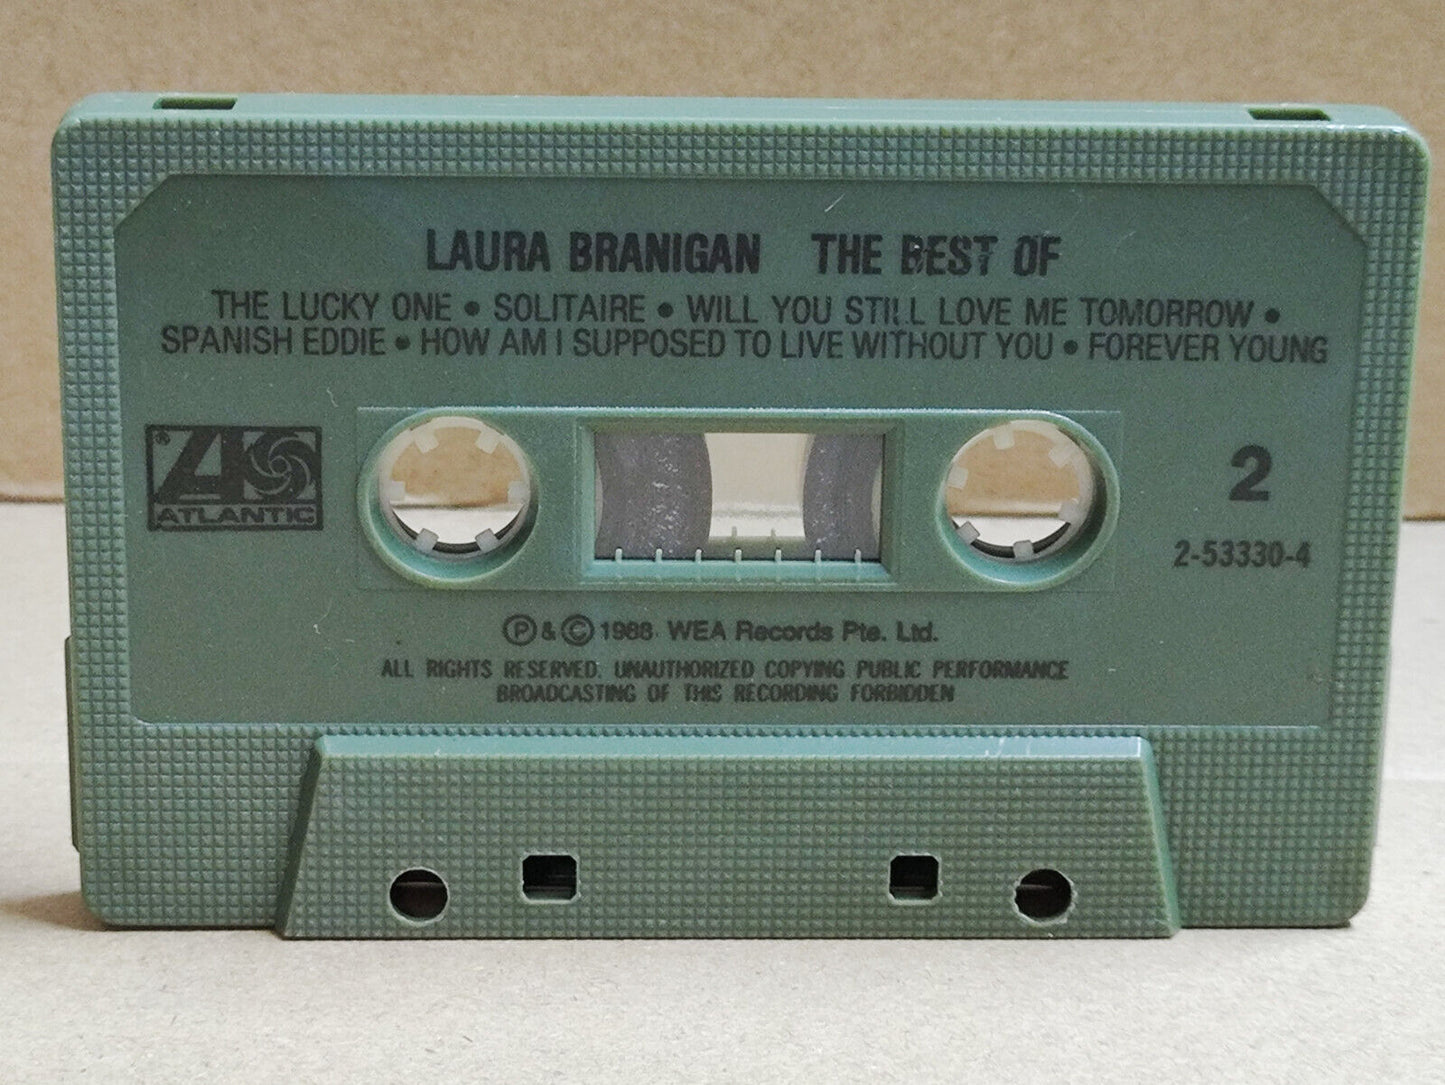 LAURA BRANIGAN THE BEST OF
THE LUCKY ONE • SOLITAIRE • WILL YOU STILL LOVE ME TOMORROW •
SPANISH EDDIE • HOW AM I SUPPOSED TO LIVE WITHOUT YOU • FOREVER YOUNG
®
ATLANTIC
2
2-53330-4
Ⓟ & © 1988 WEA Records Pte. Ltd.
ALL RIGHTS RESERVED. UNAUTHORIZED COPYING PUBLIC PERFORMANCE
BROADCASTING OF THIS RECORDING FORBIDDEN